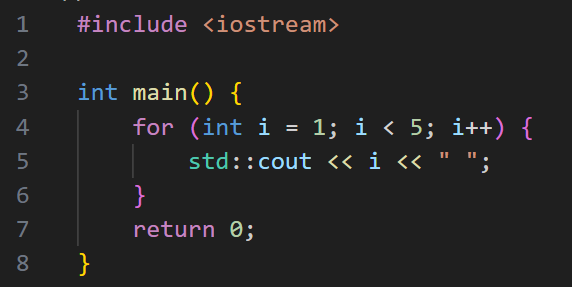 1 #include <iostream>
2
3 int main() {
4     for (int i = 1; i < 5; i++) {
5         std::cout << i << " ";
6     }
7     return 0;
8 }